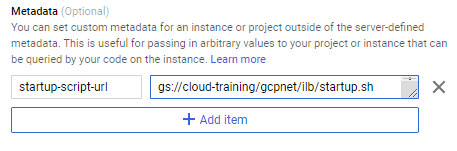 Metadata (Optional)
You can set custom metadata for an instance or project outside of the server-defined
metadata. This is useful for passing in arbitrary values to your project or instance that can
be queried by your code on the instance. Learn more
startup-script-url gs://cloud-training/gcpnet/ilb/startup.sh
Add item